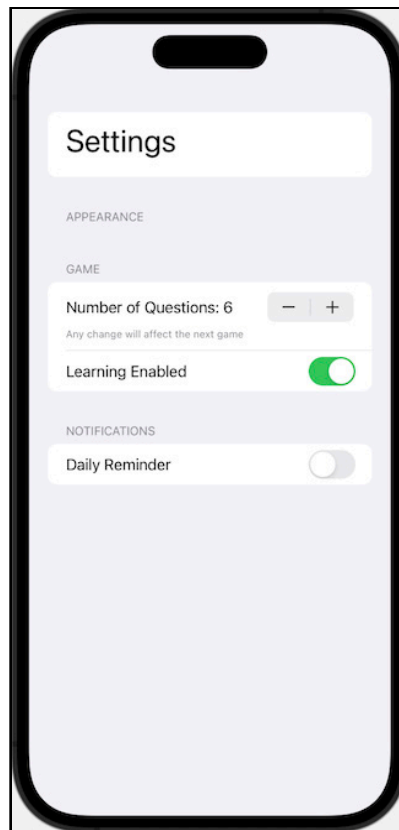 Settings
APPEARANCE
GAME
Number of Questions: 6
Any change will affect the next game
Learning Enabled
NOTIFICATIONS
Daily Reminder